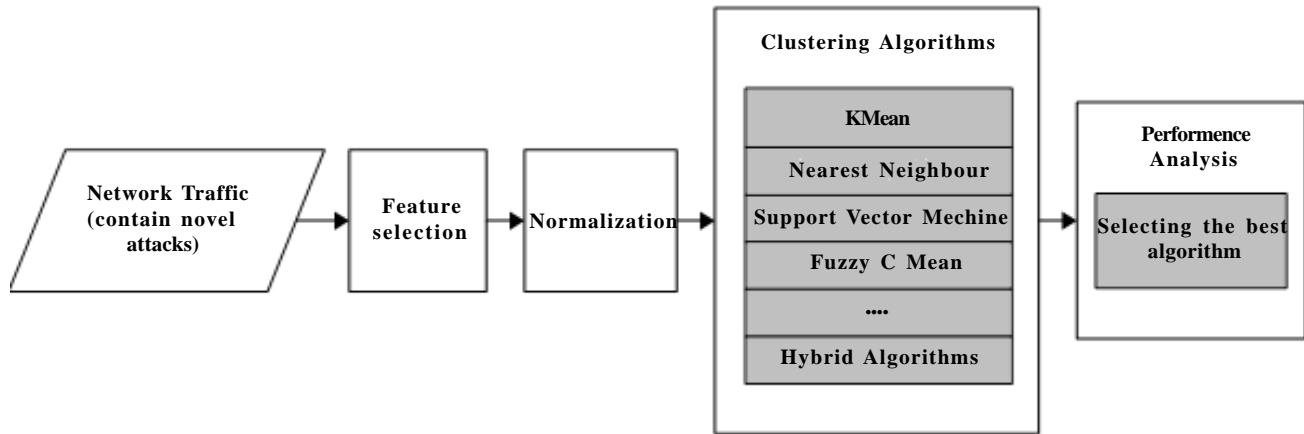 Network Traffic
(contain novel
attacks)
Feature
selection
Normalization
Clustering Algorithms
KMean
Nearest Neighbour
Support Vector Mechine
Fuzzy C Mean
....
Hybrid Algorithms
Performence
Analysis
Selecting the best
algorithm